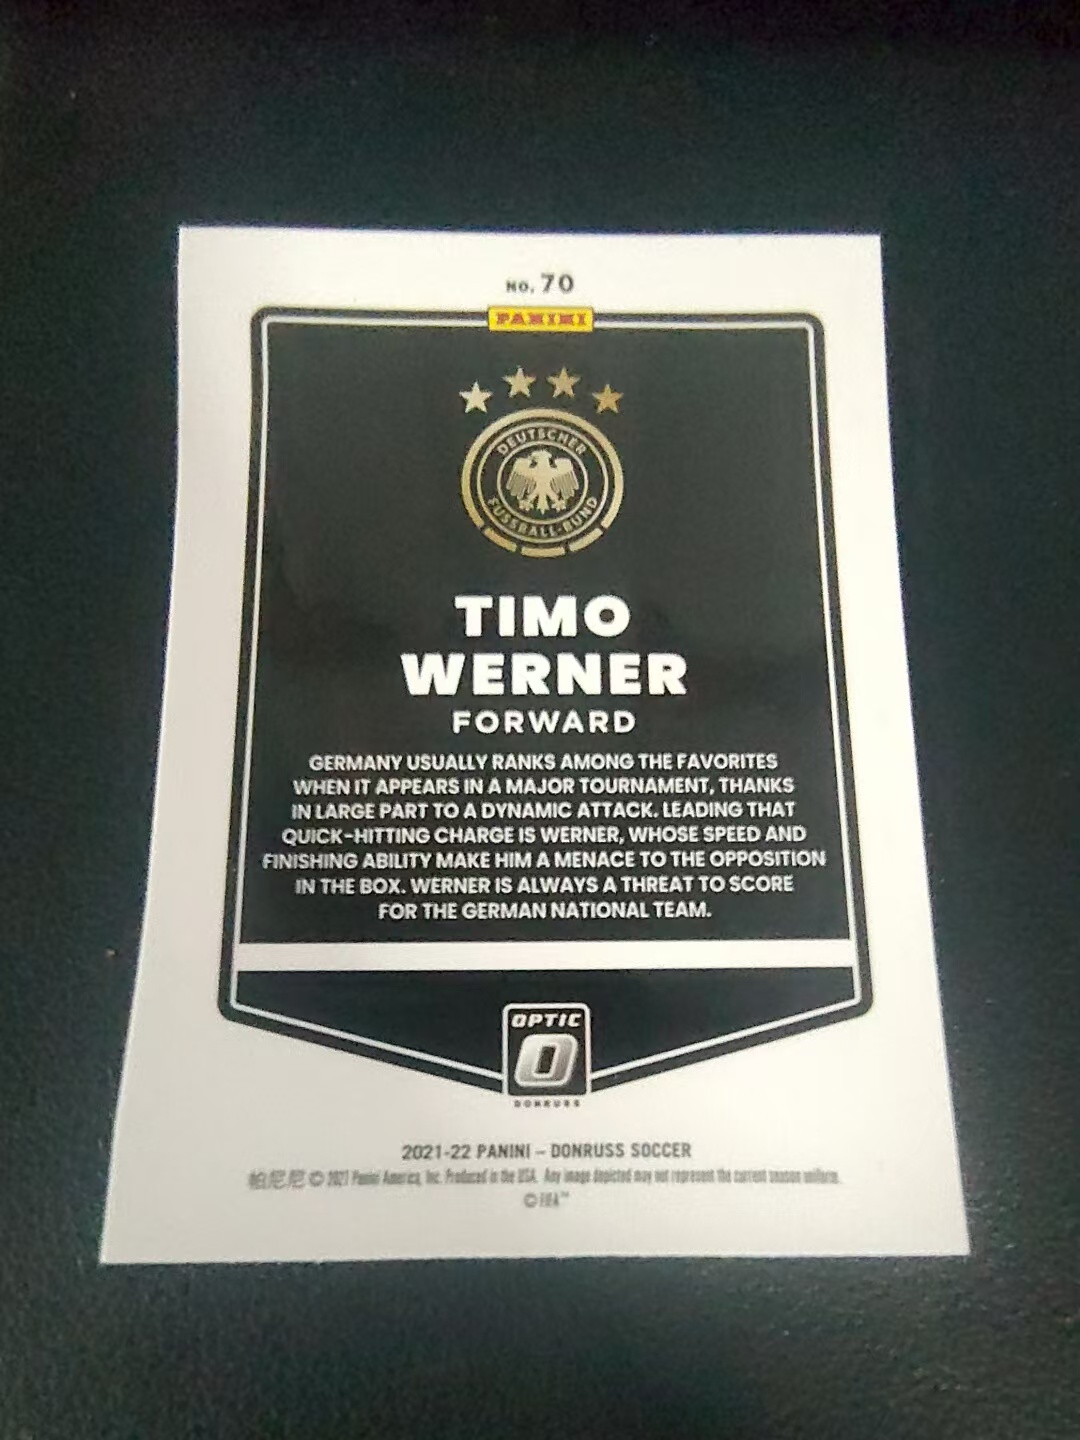 NO. 70
PANINI
DEUTSCHER
FUSSBALL-BUND
TIMO
WERNER
FORWARD
GERMANY USUALLY RANKS AMONG THE FAVORITES
WHEN IT APPEARS IN A MAJOR TOURNAMENT, THANKS
IN LARGE PART TO A DYNAMIC ATTACK. LEADING THAT
QUICK-HITTING CHARGE IS WERNER, WHOSE SPEED AND
FINISHING ABILITY MAKE HIM A MENACE TO THE OPPOSITION
IN THE BOX. WERNER IS ALWAYS A THREAT TO SCORE
FOR THE GERMAN NATIONAL TEAM.
OPTIC
O
DONRUSS
2021-22 PANINI – DONRUSS SOCCER
帕尼尼 © 2021 Panini America, Inc. Produced in the USA. Any image depicted may not represent the current season uniform.
© FIFA™